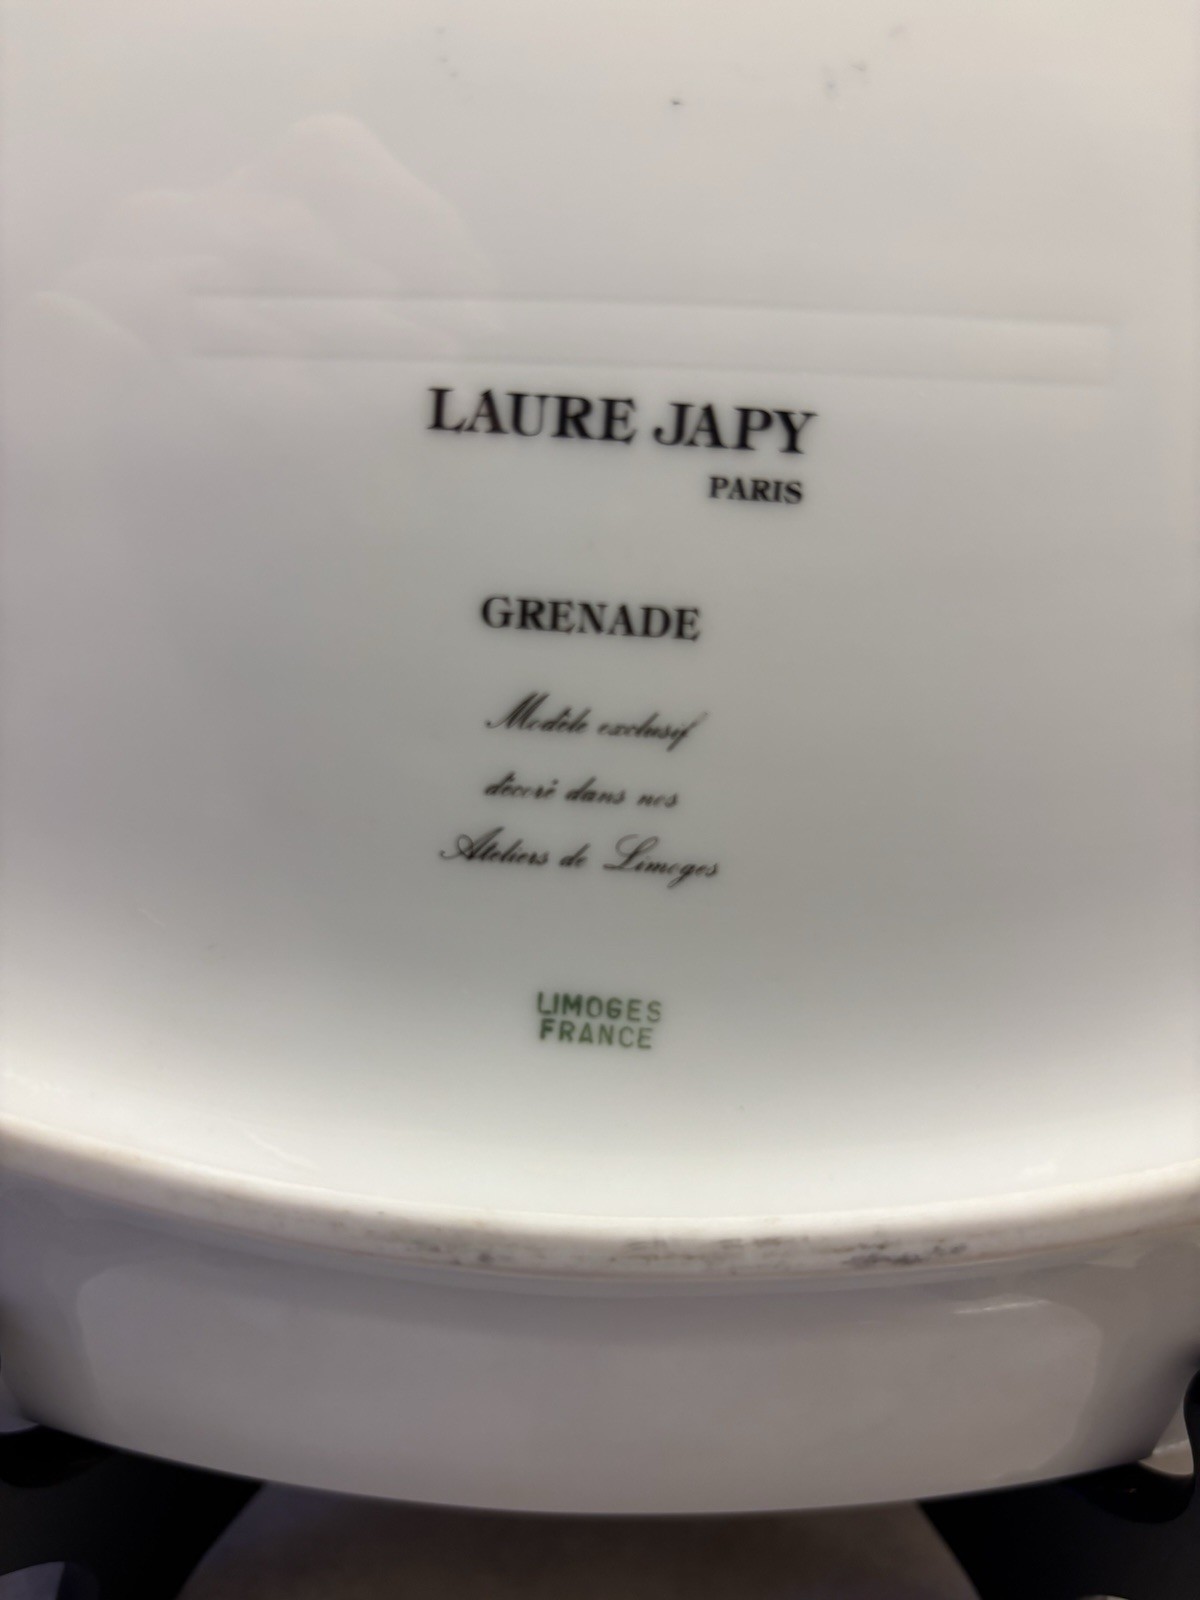 LAURE JAPY
PARIS
GRENADE
Modèle exclusif
décoré dans nos
Ateliers de Limoges
LIMOGES
FRANCE